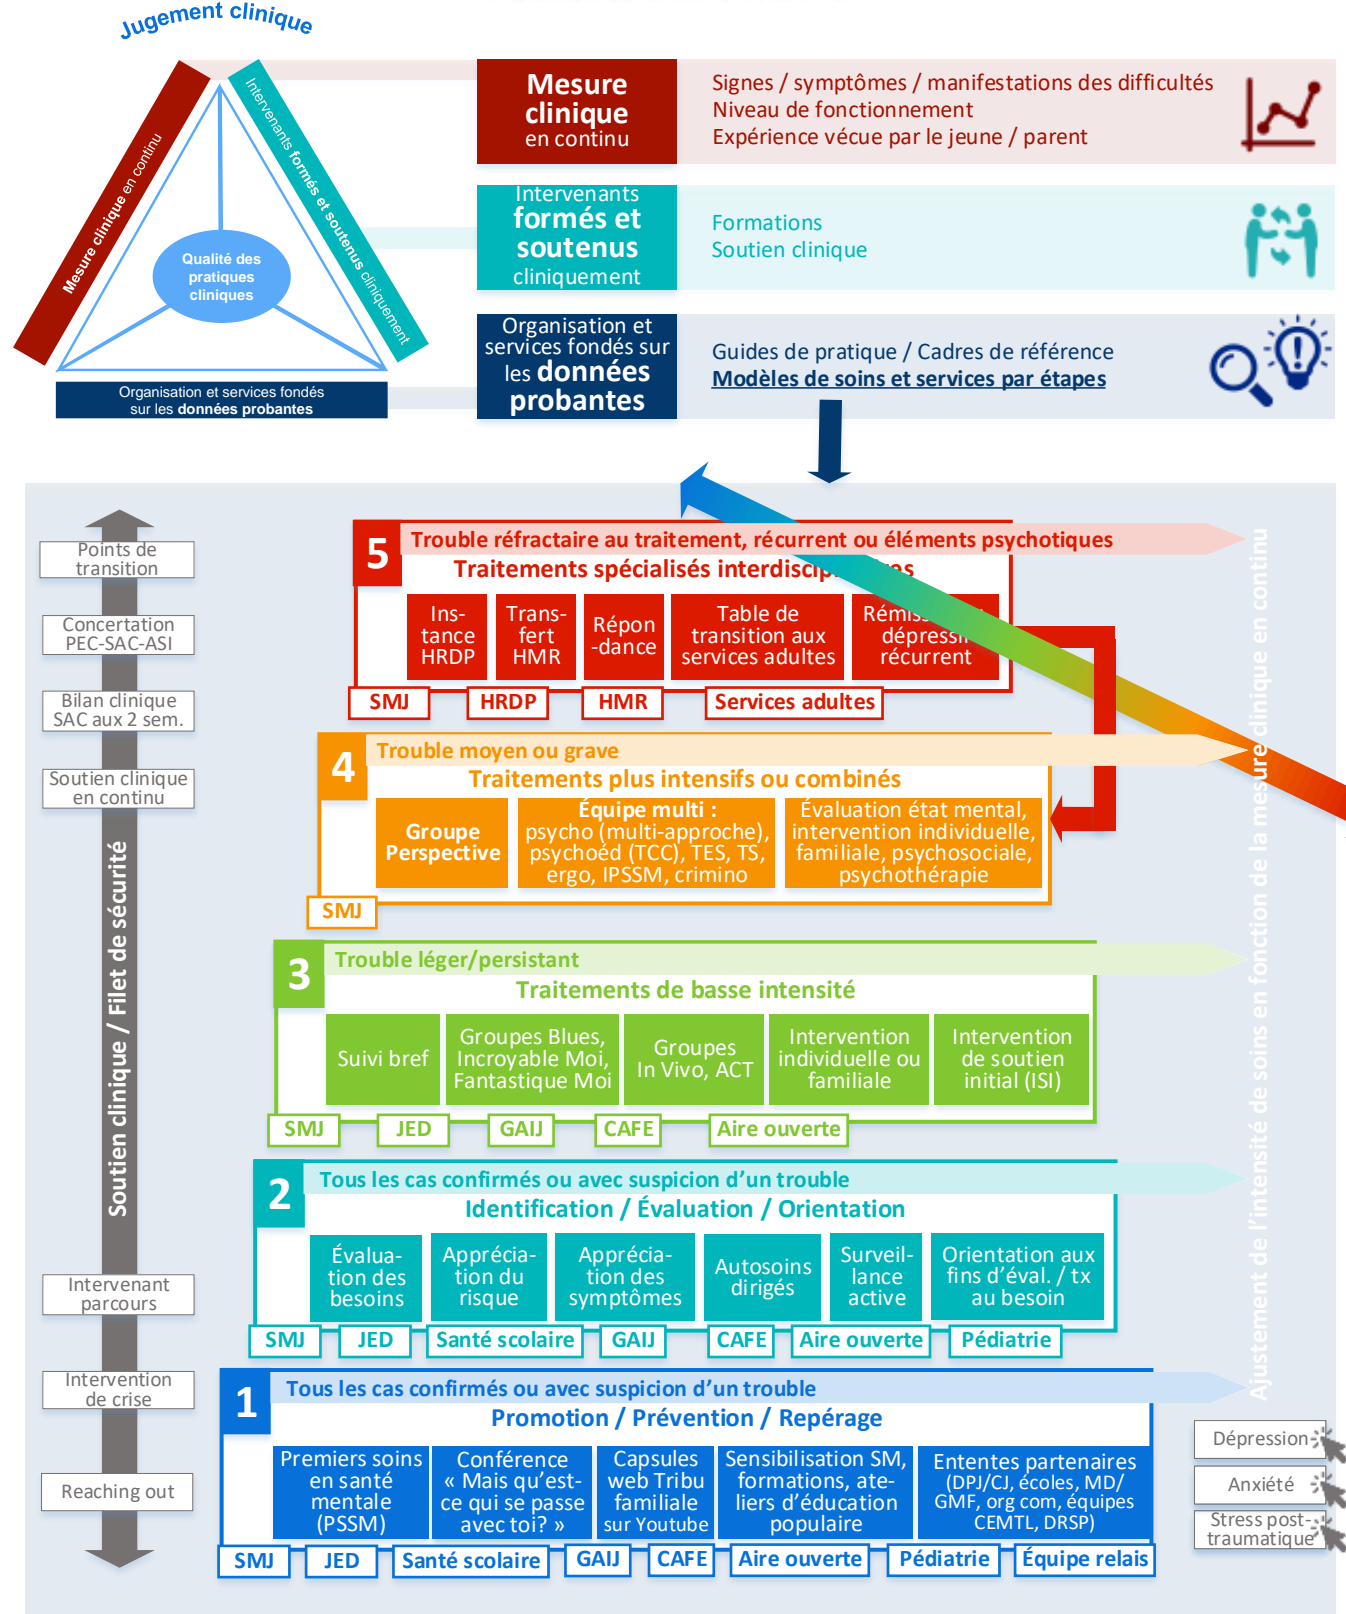 Jugement clinique
Mesure clinique en continu
Intervenants formés et soutenus cliniquement
Qualité des
pratiques
cliniques
Organisation et services fondés
sur les données probantes
Mesure
clinique
en continu
Signes / symptômes / manifestations des difficultés
Niveau de fonctionnement
Expérience vécue par le jeune / parent
Intervenants
formés et
soutenus
cliniquement
Formations
Soutien clinique
Organisation et
services fondés sur
les données
probantes
Guides de pratique / Cadres de référence
Modèles de soins et services par étapes
Points de
transition
Concertation
PEC-SAC-ASI
Bilan clinique
SAC aux 2 sem.
Soutien clinique
en continu
Soutien clinique / Filet de sécurité
Intervenant
parcours
Intervention
de crise
Reaching out
5
Trouble réfractaire au traitement, récurrent ou éléments psychotiques
Traitements spécialisés
Ins-
tance
HRDP
Trans-
fert
HMR
Répon
-dance
Table de
transition aux
services adultes
dépressif
récurrent
SMJ
HRDP
HMR
Services adultes
4
Trouble moyen ou grave
Traitements plus intensifs ou combinés
Groupe
Perspective
Équipe multi :
psycho (multi-approche),
psychoéd (TCC), TES, TS,
ergo, IPSSM, crimino
Évaluation état mental,
intervention individuelle,
familiale, psychosociale,
psychothérapie
SMJ
3
Trouble léger/persistant
Traitements de basse intensité
Suivi bref
Groupes Blues,
Incroyable Moi,
Fantastique Moi
Groupes
In Vivo, ACT
Intervention
individuelle ou
familiale
Intervention
de soutien
initial (ISI)
SMJ
JED
GAIJ
CAFE
Aire ouverte
2
Tous les cas confirmés ou avec suspicion d’un trouble
Identification / Évaluation / Orientation
Évalua-
tion des
besoins
Apprécia-
tion du
risque
Apprécia-
tion des
symptômes
Autosoins
dirigés
Surveil-
lance
active
Orientation aux
fins d’éval. / tx
au besoin
SMJ
JED
Santé scolaire
GAIJ
CAFE
Aire ouverte
Pédiatrie
1
Tous les cas confirmés ou avec suspicion d’un trouble
Promotion / Prévention / Repérage
Premiers soins
en santé
mentale
(PSSM)
Conférence
« Mais qu’est-
ce qui se passe
avec toi? »
Capsules
web Tribu
familiale
sur Youtube
Sensibilisation SM,
formations, ate-
liers d’éducation
populaire
Ententes partenaires
(DPJ/CJ, écoles, MD/
GMF, org com, équipes
CEMTL, DRSP)
SMJ
JED
Santé scolaire
GAIJ
CAFE
Aire ouverte
Pédiatrie
Équipe relais
Ajustement de l’intensité de soins en fonction de la mesure clinique en continu
Dépression
Anxiété
Stress post-
traumatique